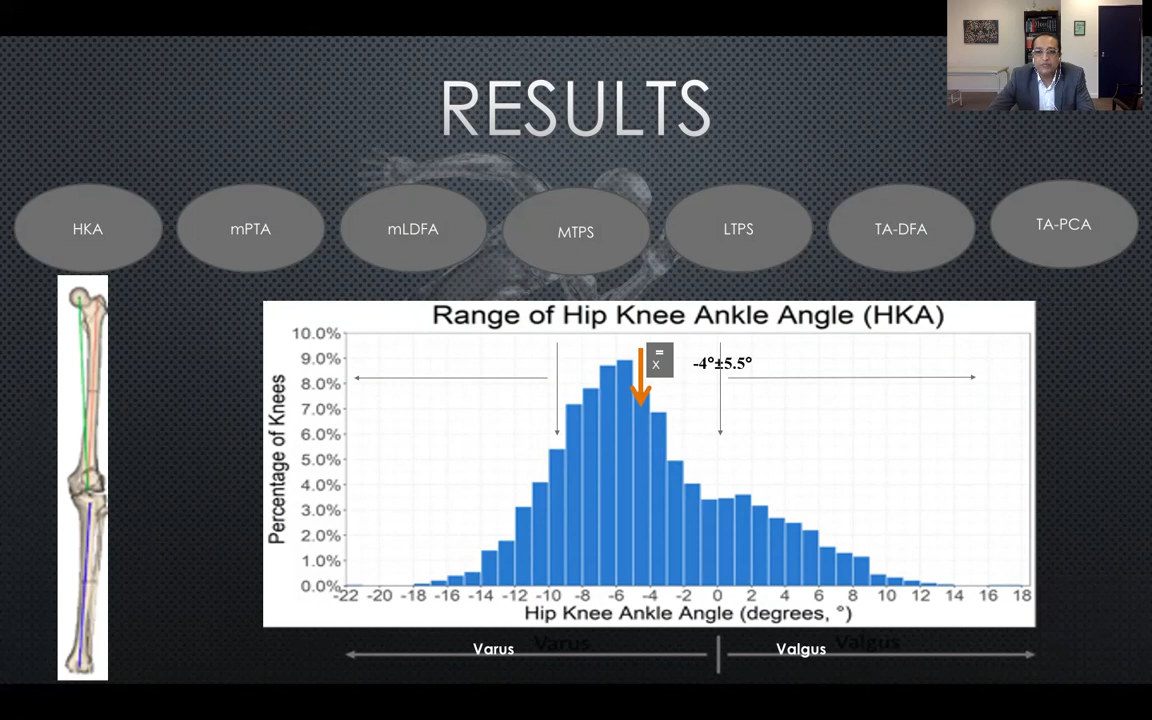 RESULTS
HKA
mPTA
mLDFA
MTPS
LTPS
TA-DFA
TA-PCA
Range of Hip Knee Ankle Angle (HKA)
10.0%
9.0%
8.0%
7.0%
6.0%
5.0%
4.0%
3.0%
2.0%
1.0%
0.0%
Percentage of Knees
=
x
-4°±5.5°
-22 -20 -18 -16 -14 -12 -10 -8 -6 -4 -2 0 2 4 6 8 10 12 14 16 18
Hip Knee Ankle Angle (degrees, °)
Varus Varus
Valgus Valgus